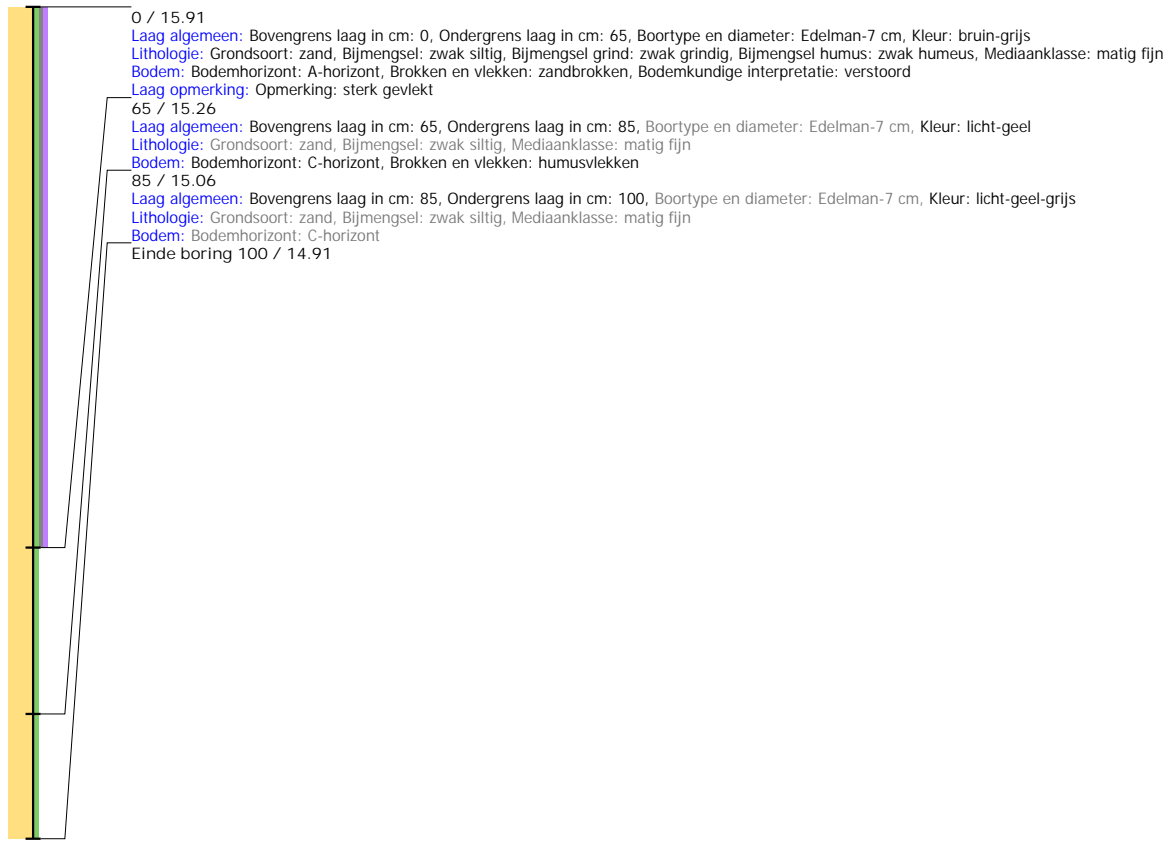 0 / 15.91
Laag algemeen: Bovengrens laag in cm: 0, Ondergrens laag in cm: 65, Boortype en diameter: Edelman-7 cm, Kleur: bruin-grijs
Lithologie: Grondsoort: zand, Bijmengsel: zwak siltig, Bijmengsel grind: zwak grindig, Bijmengsel humus: zwak humeus, Mediaanklasse: matig fijn
Bodem: Bodemhorizont: A-horizont, Brokken en vlekken: zandbrokken, Bodemkundige interpretatie: verstoord
Laag opmerking: Opmerking: sterk gevlekt
65 / 15.26
Laag algemeen: Bovengrens laag in cm: 65, Ondergrens laag in cm: 85, Boortype en diameter: Edelman-7 cm, Kleur: licht-geel
Lithologie: Grondsoort: zand, Bijmengsel: zwak siltig, Mediaanklasse: matig fijn
Bodem: Bodemhorizont: C-horizont, Brokken en vlekken: humusvlekken
85 / 15.06
Laag algemeen: Bovengrens laag in cm: 85, Ondergrens laag in cm: 100, Boortype en diameter: Edelman-7 cm, Kleur: licht-geel-grijs
Lithologie: Grondsoort: zand, Bijmengsel: zwak siltig, Mediaanklasse: matig fijn
Bodem: Bodemhorizont: C-horizont
Einde boring 100 / 14.91